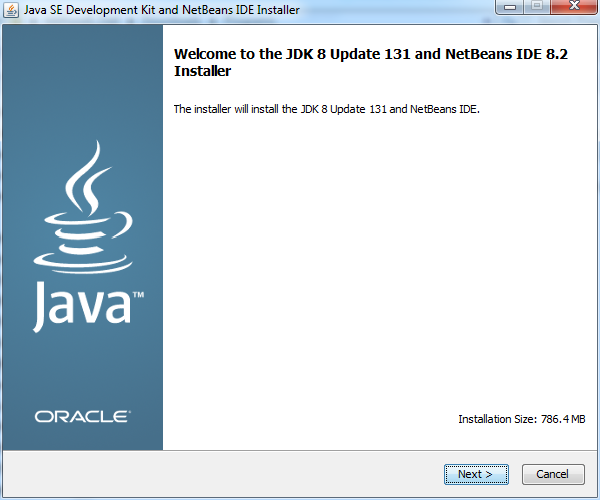 Java SE Development Kit and NetBeans IDE Installer
Welcome to the JDK 8 Update 131 and NetBeans IDE 8.2
Installer
The installer will install the JDK 8 Update 131 and NetBeans IDE.
Java™
ORACLE®
Installation Size: 786.4 MB
Next >
Cancel